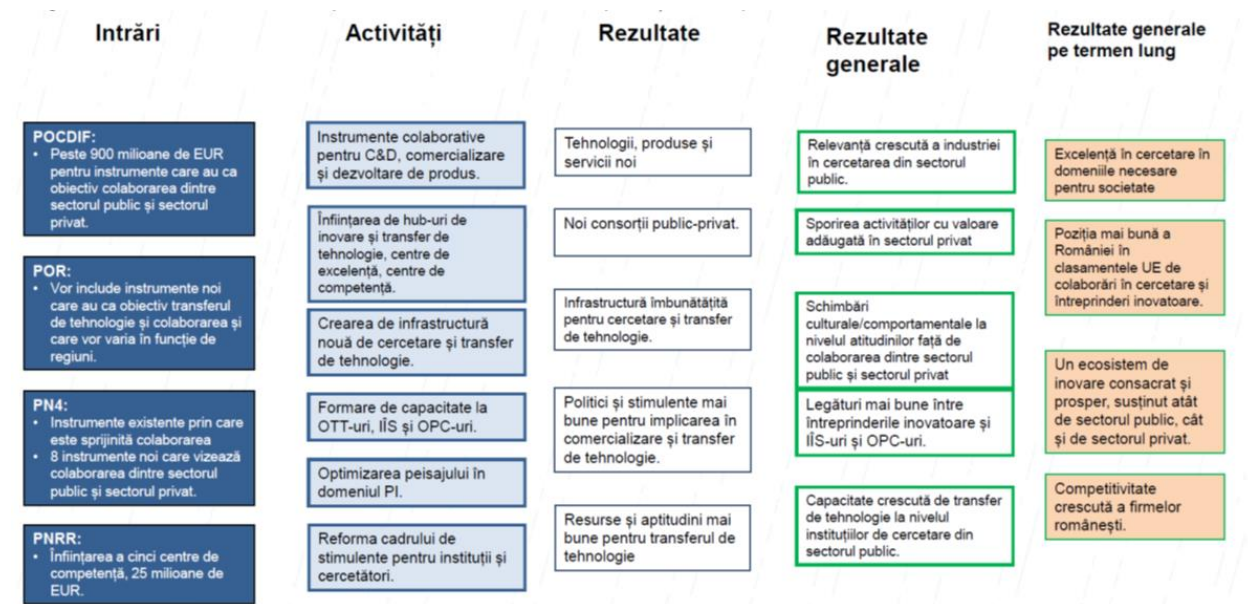 Intrări
POCDIF:
• Peste 900 milioane de EUR
pentru instrumente care au ca
obiectiv colaborarea dintre
sectorul public și sectorul
privat.
POR:
• Vor include instrumente noi
care au ca obiectiv transferul
de tehnologie și colaborarea și
care vor varia în funcție de
regiuni.
PN4:
• Instrumente existente prin care
este sprijinită colaborarea
• 8 instrumente noi care vizează
colaborarea dintre sectorul
public și sectorul privat.
PNRR:
• Înființarea a cinci centre de
competență, 25 milioane de
EUR.
Activități
Instrumente colaborative
pentru C&D, comercializare
și dezvoltare de produs.
Înființarea de hub-uri de
inovare și transfer de
tehnologie, centre de
excelență, centre de
competență.
Crearea de infrastructură
nouă de cercetare și transfer
de tehnologie.
Formare de capacitate la
OTT-uri, IÎS și OPC-uri.
Optimizarea peisajului în
domeniul PI.
Reforma cadrului de
stimulente pentru instituții și
cercetători.
Rezultate
Tehnologii, produse și
servicii noi
Noi consorții public-privat.
Infrastructură îmbunătățită
pentru cercetare și transfer
de tehnologie.
Politici și stimulente mai
bune pentru implicarea în
comercializare și transfer
de tehnologie.
Resurse și aptitudini mai
bune pentru transferul de
tehnologie
Rezultate
generale
Relevanță crescută a industriei
în cercetarea din sectorul
public.
Sporirea activităților cu valoare
adăugată în sectorul privat
Schimbări
culturale/comportamentale la
nivelul atitudinilor față de
colaborarea dintre sectorul
public și sectorul privat
Legături mai bune între
întreprinderile inovatoare și
IÎS-uri și OPC-uri.
Capacitate crescută de transfer
de tehnologie la nivelul
instituțiilor de cercetare din
sectorul public.
Rezultate generale
pe termen lung
Excelență în cercetare în
domeniile necesare
pentru societate
Poziția mai bună a
României în
clasamentele UE de
colaborări în cercetare și
întreprinderi inovatoare.
Un ecosistem de
inovare consacrat și
prosper, susținut atât
de sectorul public, cât
și de sectorul privat.
Competitivitate
crescută a firmelor
românești.